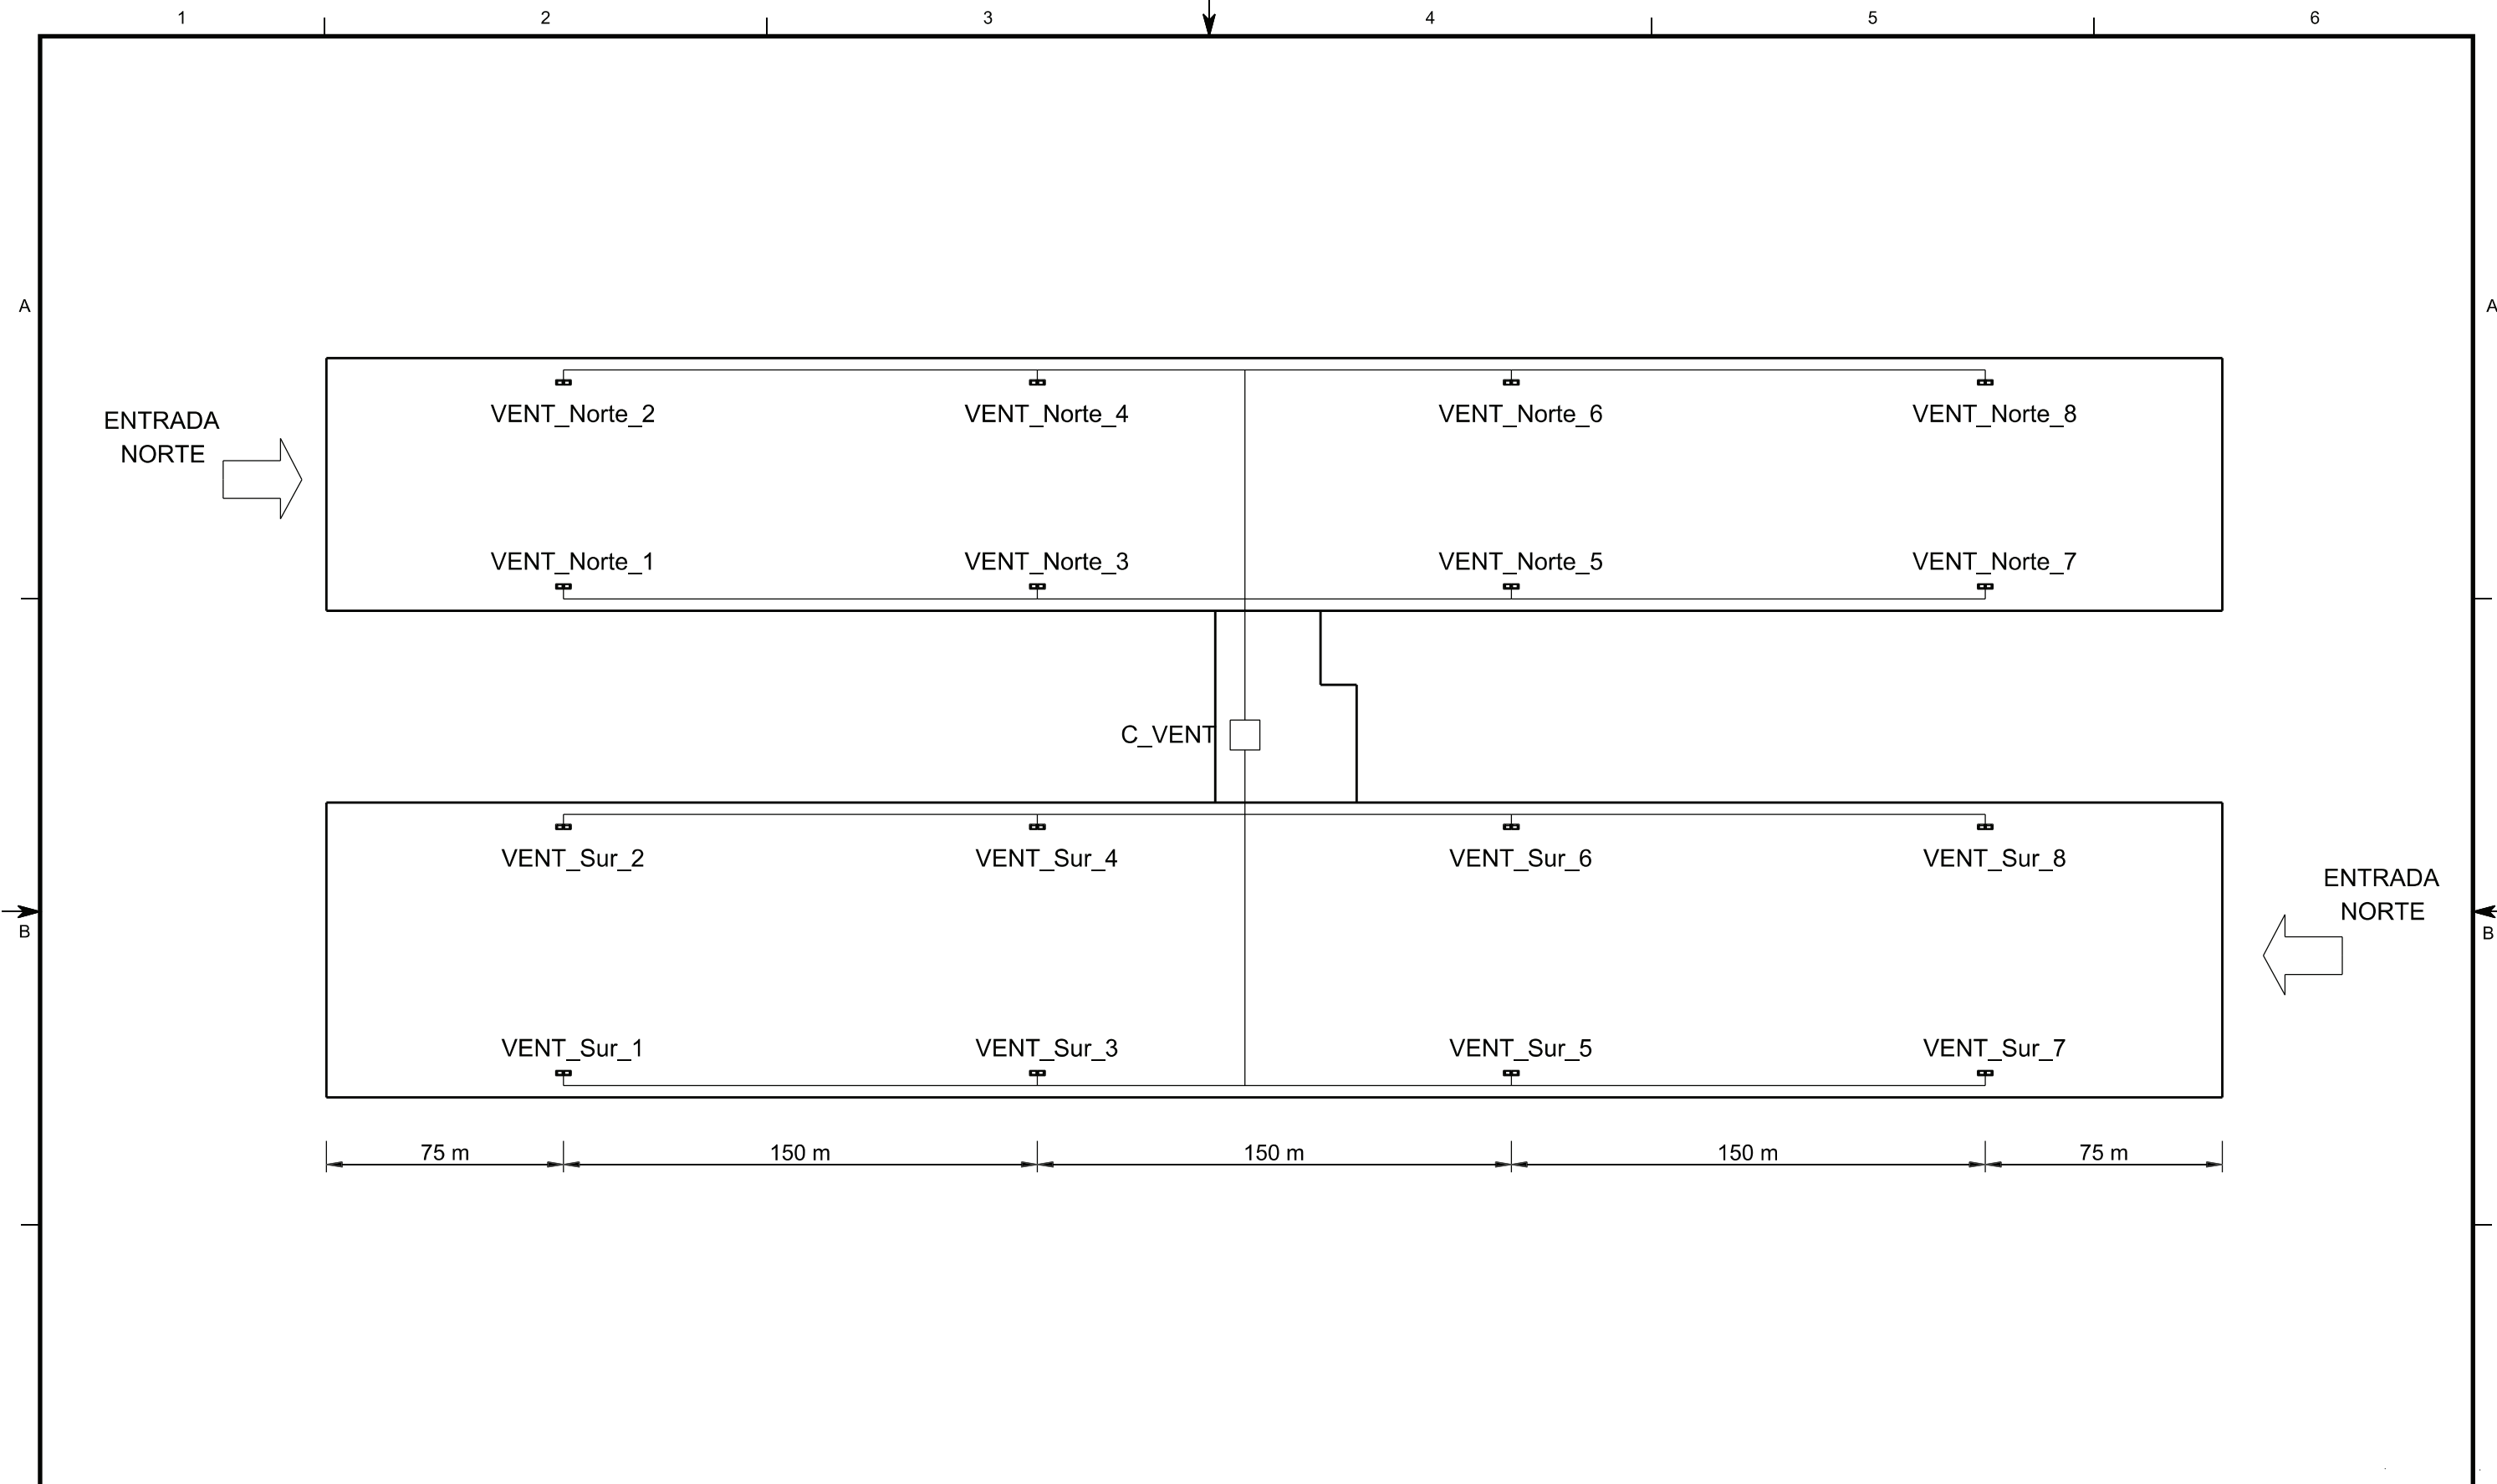 1 2 3 4 5 6
A A
ENTRADA
NORTE
VENT_Norte_2 VENT_Norte_4 VENT_Norte_6 VENT_Norte_8
VENT_Norte_1 VENT_Norte_3 VENT_Norte_5 VENT_Norte_7
C_VENT
VENT_Sur_2 VENT_Sur_4 VENT_Sur_6 VENT_Sur_8
ENTRADA
NORTE
B B
VENT_Sur_1 VENT_Sur_3 VENT_Sur_5 VENT_Sur_7
75 m 150 m 150 m 150 m 75 m